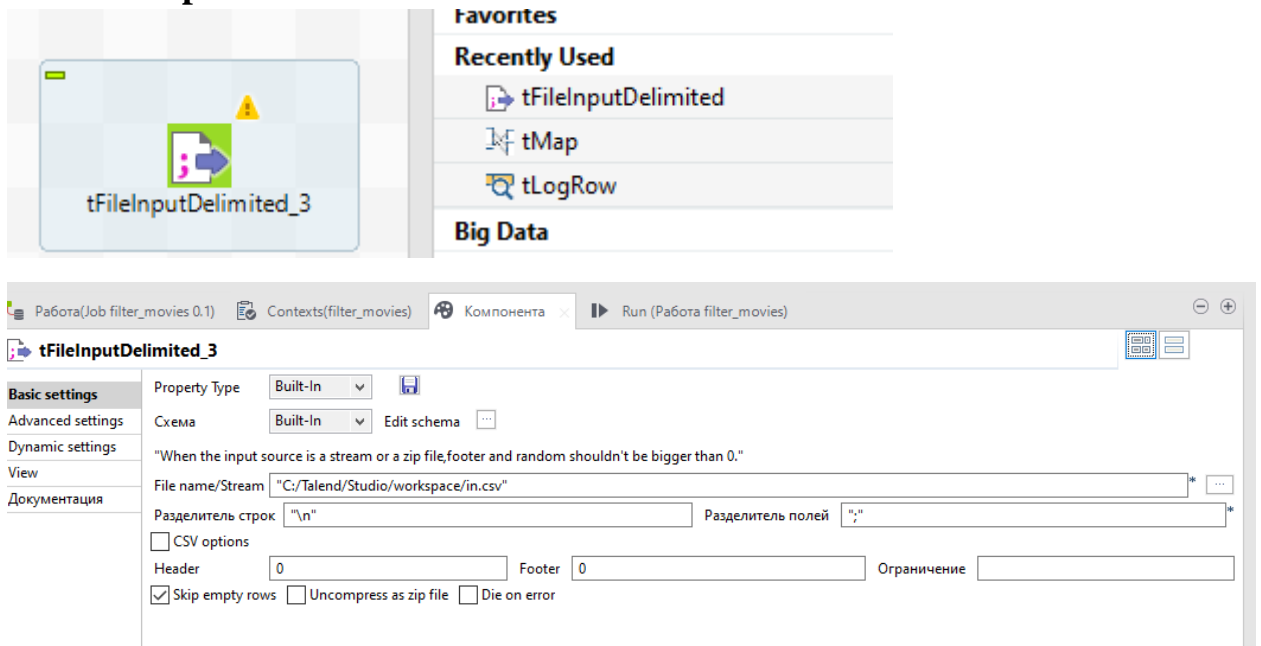 Favorites
Recently Used
tFileInputDelimited
tMap
tLogRow
Big Data
tFileInputDelimited_3
Работа(Job filter_movies 0.1) Contexts(filter_movies) Компонента Run (Работа filter_movies)
tFileInputDelimited_3
Basic settings
Advanced settings
Dynamic settings
View
Документация
Property Type Built-In
Схема Built-In Edit schema ...
"When the input source is a stream or a zip file,footer and random shouldn't be bigger than 0."
File name/Stream "C:/Talend/Studio/workspace/in.csv" * ...
Разделитель строк "\n" Разделитель полей ";" *
CSV options
Header 0 Footer 0 Ограничение
Skip empty rows Uncompress as zip file Die on error